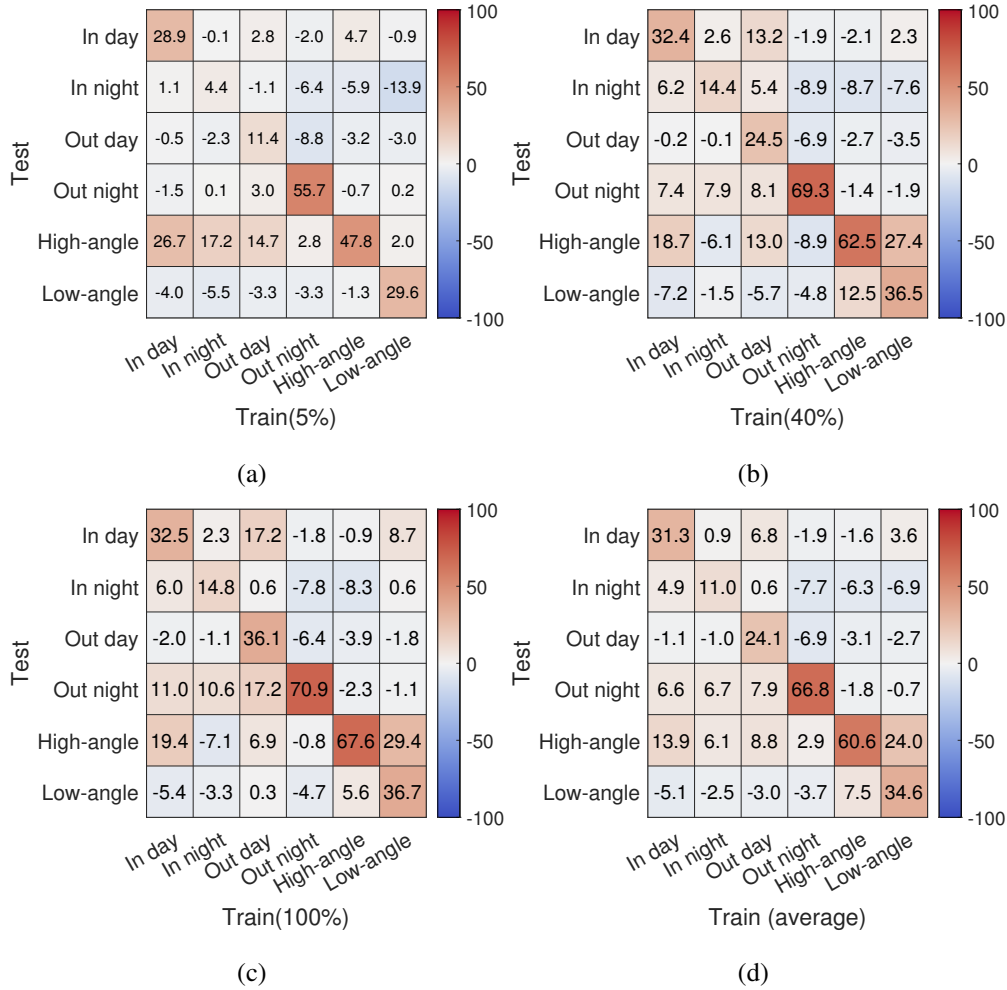 In day 28.9 -0.1 2.8 -2.0 4.7 -0.9 100
In night 1.1 4.4 -1.1 -6.4 -5.9 -13.9 50
Out day -0.5 -2.3 11.4 -8.8 -3.2 -3.0 0
Out night -1.5 0.1 3.0 55.7 -0.7 0.2
High-angle 26.7 17.2 14.7 2.8 47.8 2.0 -50
Low-angle -4.0 -5.5 -3.3 -3.3 -1.3 29.6 -100
Test
In day In night Out day Out night High-angle Low-angle
Train(5%)
(a)
In day 32.4 2.6 13.2 -1.9 -2.1 2.3 100
In night 6.2 14.4 5.4 -8.9 -8.7 -7.6 50
Out day -0.2 -0.1 24.5 -6.9 -2.7 -3.5 0
Out night 7.4 7.9 8.1 69.3 -1.4 -1.9
High-angle 18.7 -6.1 13.0 -8.9 62.5 27.4 -50
Low-angle -7.2 -1.5 -5.7 -4.8 12.5 36.5 -100
Test
In day In night Out day Out night High-angle Low-angle
Train(40%)
(b)
In day 32.5 2.3 17.2 -1.8 -0.9 8.7 100
In night 6.0 14.8 0.6 -7.8 -8.3 0.6 50
Out day -2.0 -1.1 36.1 -6.4 -3.9 -1.8 0
Out night 11.0 10.6 17.2 70.9 -2.3 -1.1
High-angle 19.4 -7.1 6.9 -0.8 67.6 29.4 -50
Low-angle -5.4 -3.3 0.3 -4.7 5.6 36.7 -100
Test
In day In night Out day Out night High-angle Low-angle
Train(100%)
(c)
In day 31.3 0.9 6.8 -1.9 -1.6 3.6 100
In night 4.9 11.0 0.6 -7.7 -6.3 -6.9 50
Out day -1.1 -1.0 24.1 -6.9 -3.1 -2.7 0
Out night 6.6 6.7 7.9 66.8 -1.8 -0.7
High-angle 13.9 6.1 8.8 2.9 60.6 24.0 -50
Low-angle -5.1 -2.5 -3.0 -3.7 7.5 34.6 -100
Test
In day In night Out day Out night High-angle Low-angle
Train (average)
(d)